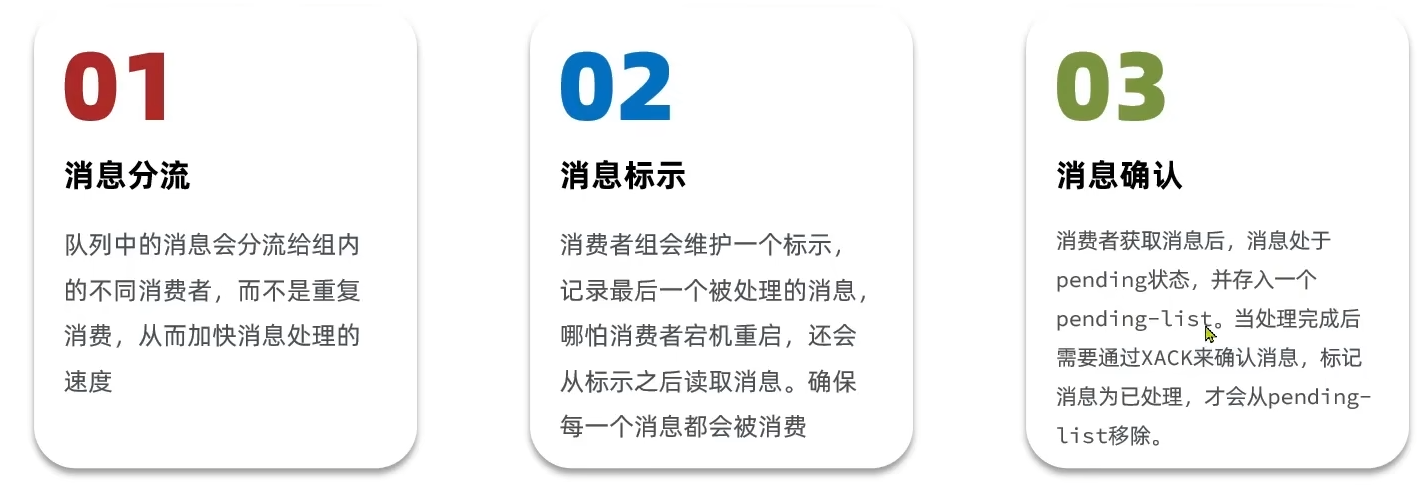 01
消息分流
队列中的消息会分流给组内
的不同消费者，而不是重复
消费，从而加快消息处理的
速度
02
消息标示
消费者组会维护一个标示，
记录最后一个被处理的消息，
哪怕消费者宕机重启，还会
从标示之后读取消息。确保
每一个消息都会被消费
03
消息确认
消费者获取消息后，消息处于
pending状态，并存入一个
pending-list。当处理完成后
需要通过XACK来确认消息，标记
消息为已处理，才会从pending-
list移除。